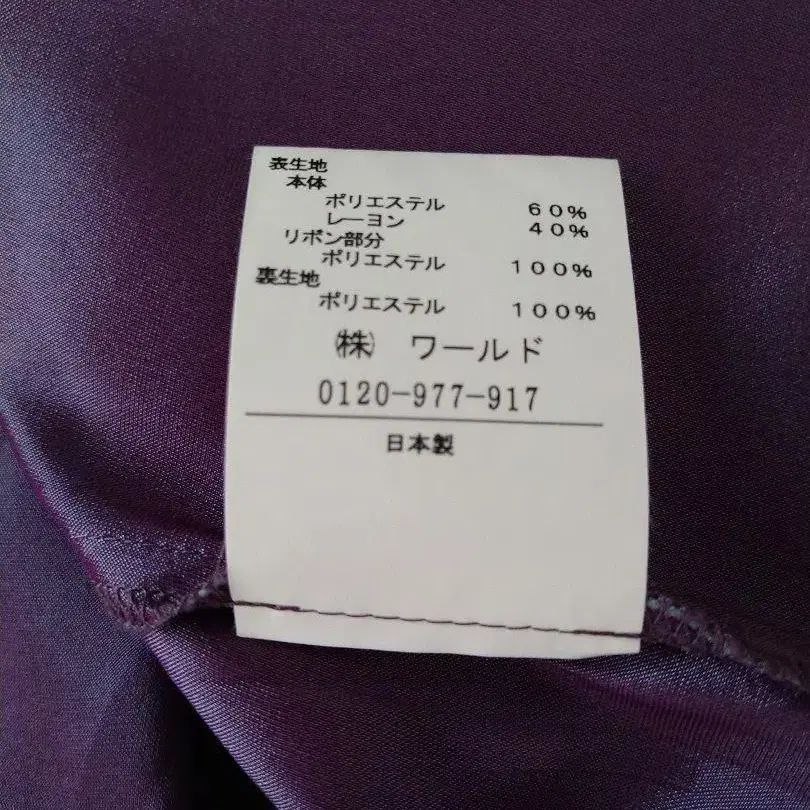 表生地
本体
ポリエステル 60%
レーヨン 40%
リボン部分
ポリエステル 100%
裏生地
ポリエステル 100%
㈱ ワールド
0120-977-917
日本製